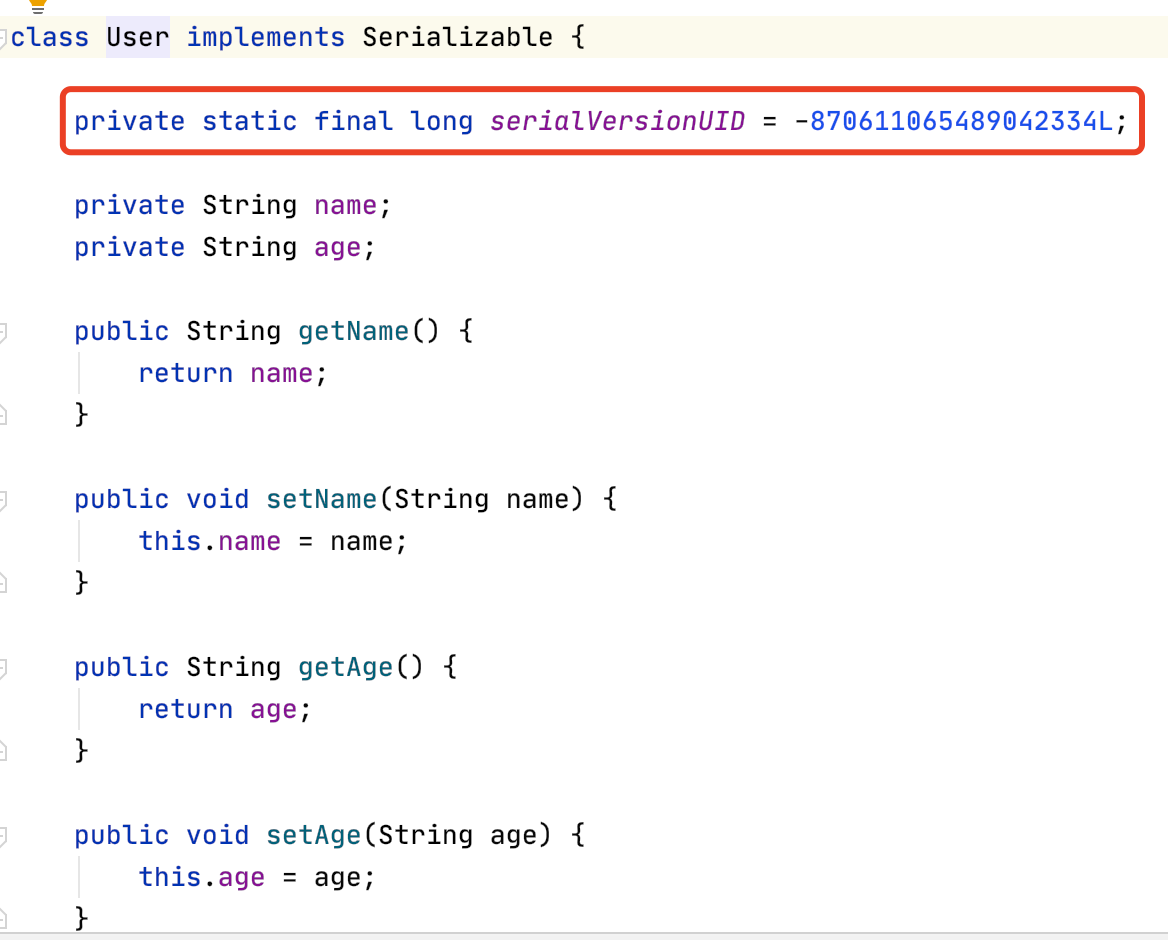 class User implements Serializable {
private static final long serialVersionUID = -870611065489042334L;
private String name;
private String age;
public String getName() {
return name;
}
public void setName(String name) {
this.name = name;
}
public String getAge() {
return age;
}
public void setAge(String age) {
this.age = age;
}